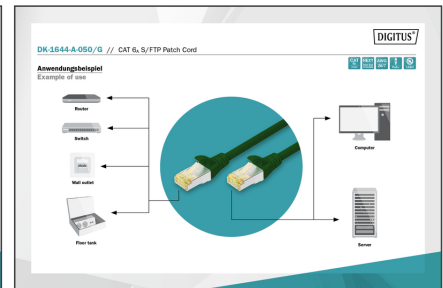 DIGITUS®
DK-1644-A-050/G // CAT 6A S/FTP Patch Cord
Anwendungsbeispiel
Example of use
Router
Switch
Wall outlet
Floor tank
Computer
Server